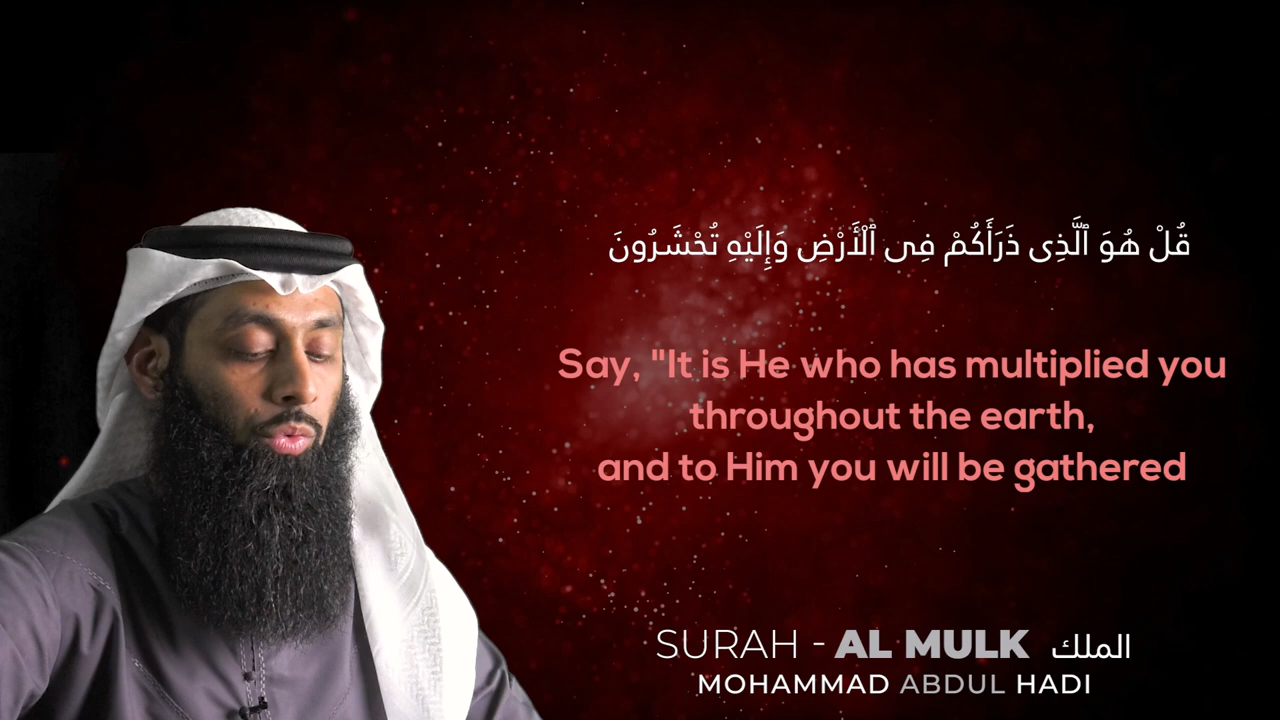 قُلْ هُوَ ٱلَّذِى ذَرَأَكُمْ فِى ٱلْأَرْضِ وَإِلَيْهِ تُحْشَرُونَ
Say, "It is He who has multiplied you
throughout the earth,
and to Him you will be gathered
SURAH - AL MULK الملك
MOHAMMAD ABDUL HADI